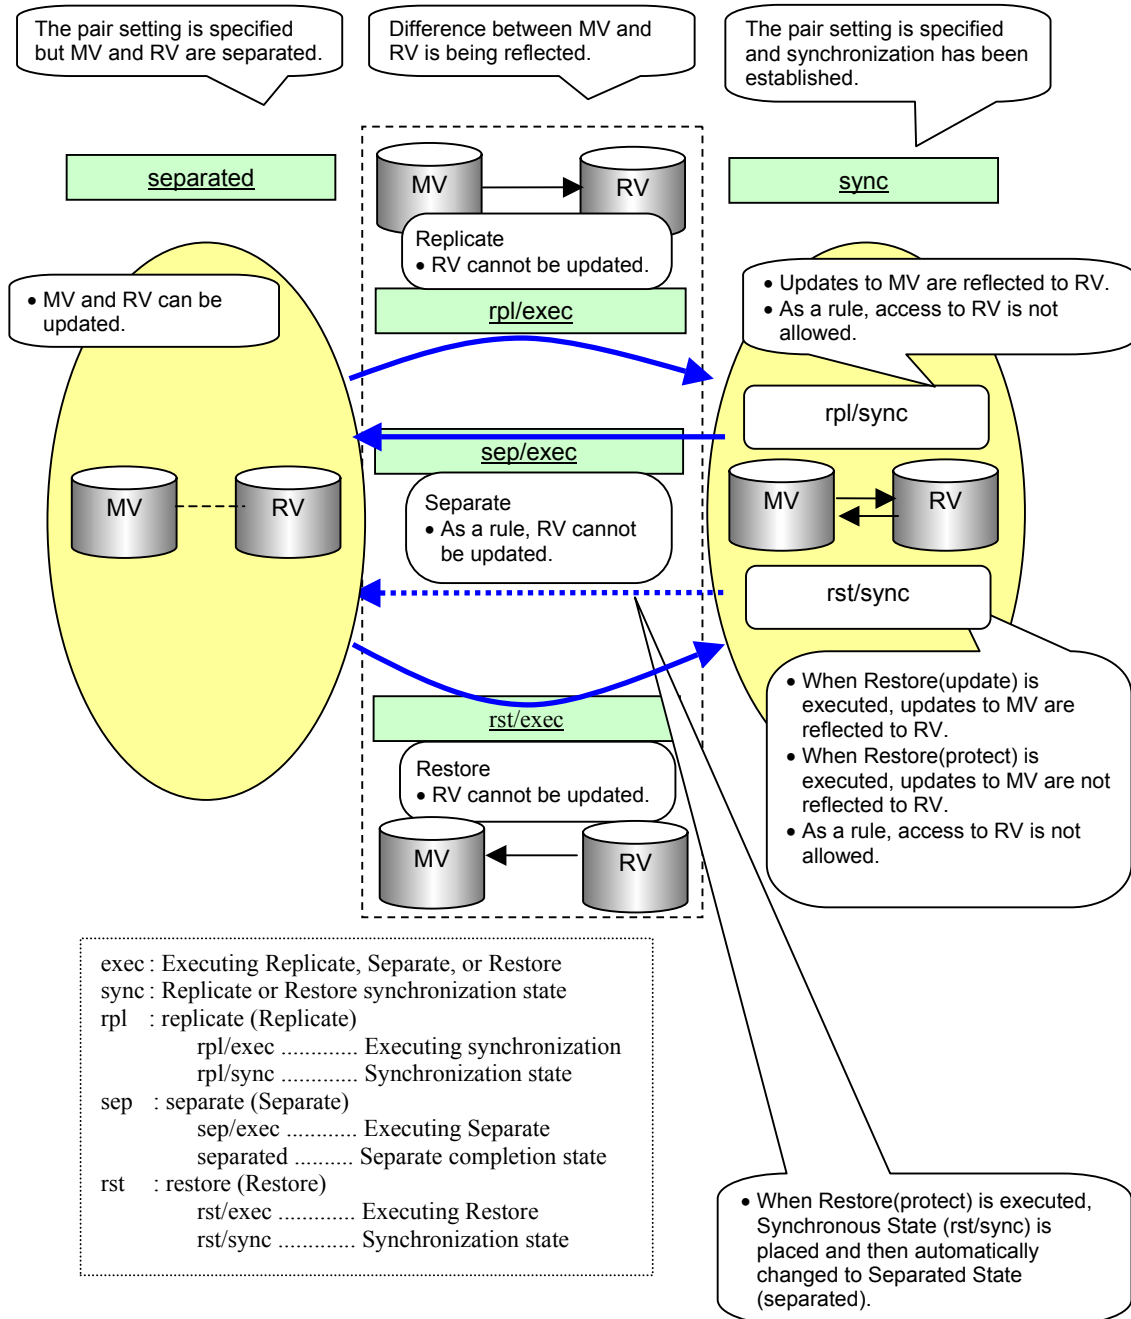 The pair setting is specified
but MV and RV are separated.
Difference between MV and
RV is being reflected.
The pair setting is specified
and synchronization has been
established.
separated
MV
RV
sync
Replicate
• RV cannot be updated.
rpl/exec
• MV and RV can be
updated.
• Updates to MV are reflected to RV.
• As a rule, access to RV is not
allowed.
rpl/sync
sep/exec
MV
RV
Separate
• As a rule, RV cannot
be updated.
MV
RV
rst/sync
• When Restore(update) is
executed, updates to MV are
reflected to RV.
• When Restore(protect) is
executed, updates to MV are not
reflected to RV.
• As a rule, access to RV is not
allowed.
rst/exec
Restore
• RV cannot be updated.
MV
RV
exec : Executing Replicate, Separate, or Restore
sync : Replicate or Restore synchronization state
rpl : replicate (Replicate)
rpl/exec ............. Executing synchronization
rpl/sync ............. Synchronization state
sep : separate (Separate)
sep/exec ............ Executing Separate
separated .......... Separate completion state
rst : restore (Restore)
rst/exec ............. Executing Restore
rst/sync ............. Synchronization state
• When Restore(protect) is executed,
Synchronous State (rst/sync) is
placed and then automatically
changed to Separated State
(separated).